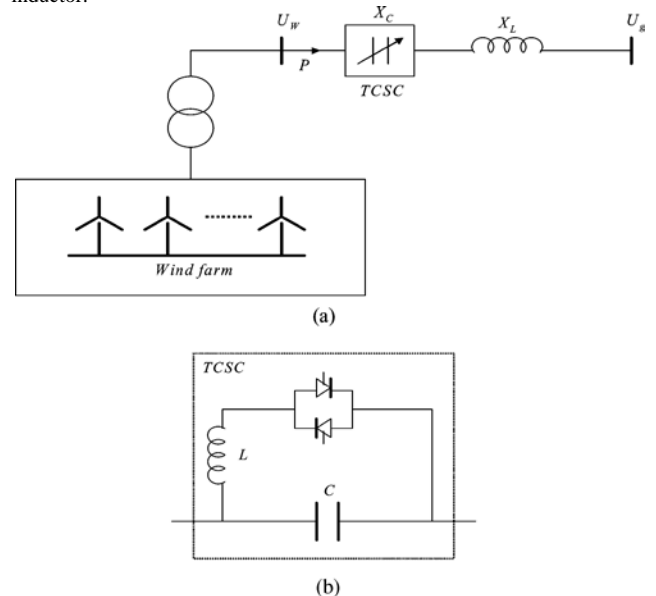 inductor.
U_W
P
X_C
TCSC
X_L
U_g
Wind farm
(a)
TCSC
L
C
(b)